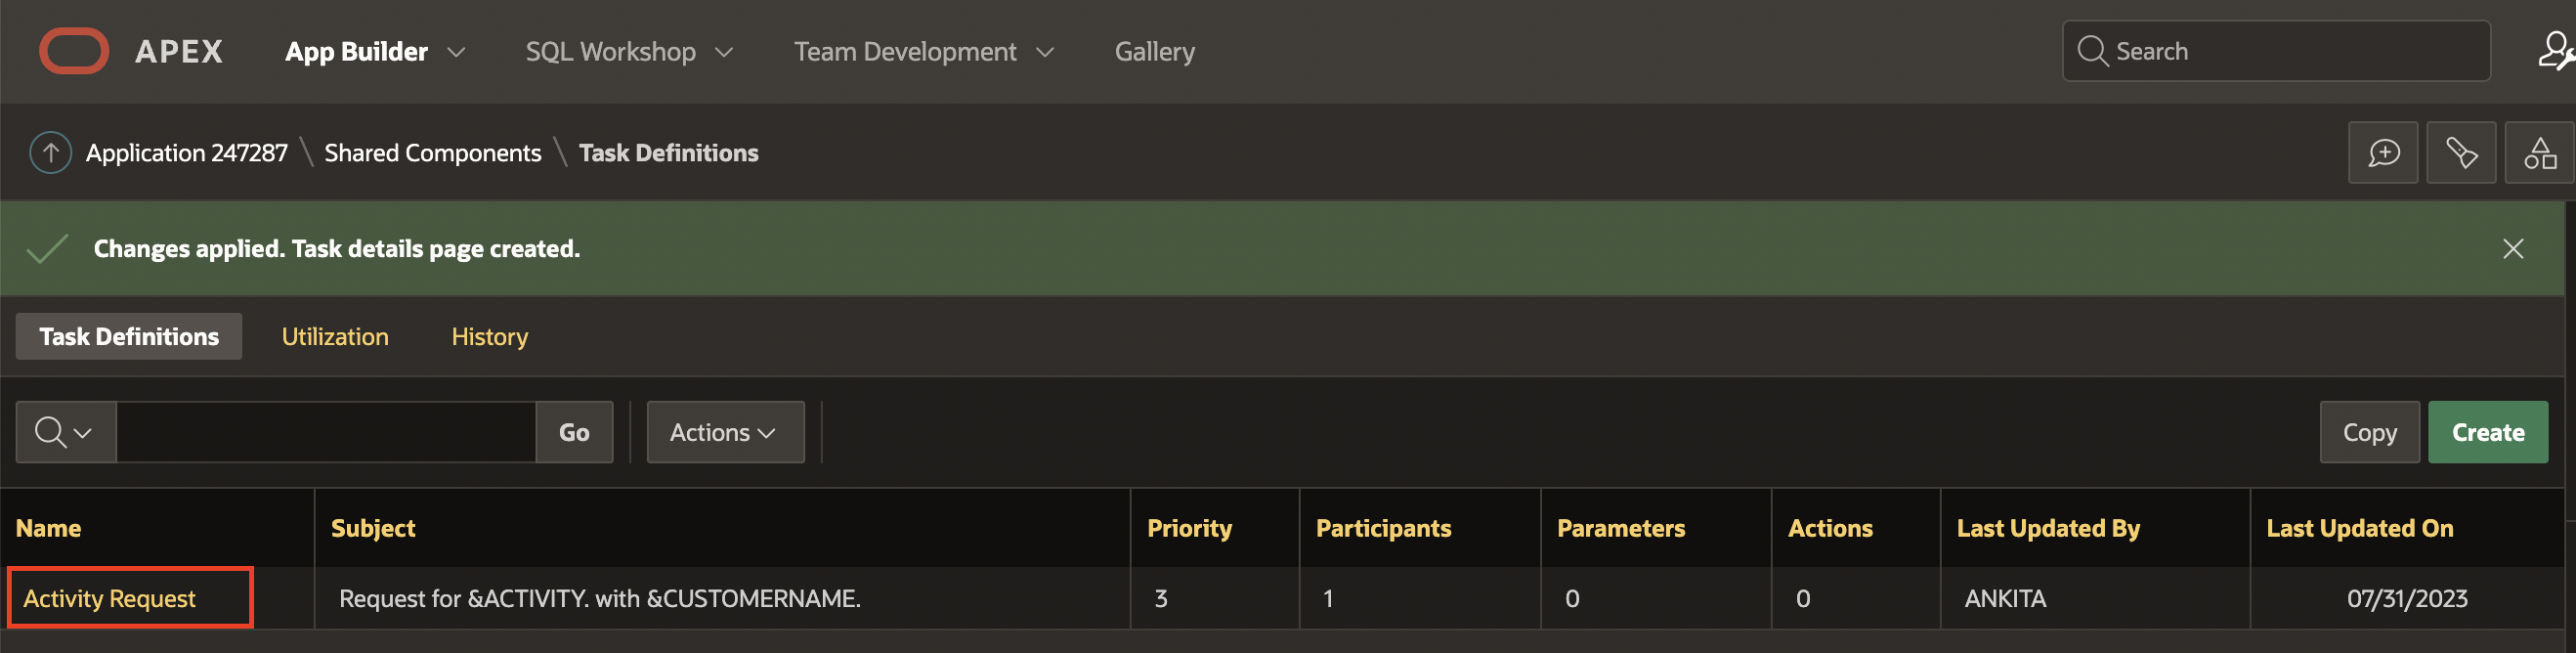 APEX App Builder SQL Workshop Team Development Gallery Search
Application 247287 \ Shared Components \ Task Definitions
Changes applied. Task details page created.
Task Definitions Utilization History
Go Actions Copy Create
Name Subject Priority Participants Parameters Actions Last Updated By Last Updated On
Activity Request Request for &ACTIVITY. with &CUSTOMERNAME. 3 1 0 0 ANKITA 07/31/2023